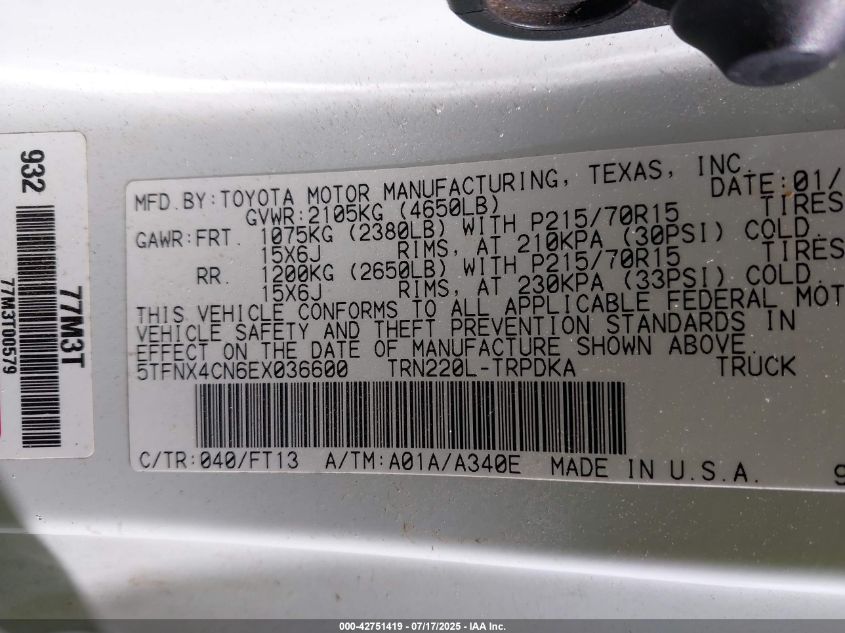 932
77M3T00579
77M3T
MFD.BY:TOYOTA MOTOR MANUFACTURING, TEXAS, INC. DATE:01/
GVWR:2105KG (4650LB)
GAWR:FRT. 1075KG (2380LB) WITH P215/70R15 TIRES
15X6J RIMS, AT 210KPA (30PSI) COLD.
RR. 1200KG (2650LB) WITH P215/70R15 TIRES
15X6J RIMS, AT 230KPA (33PSI) COLD.
THIS VEHICLE CONFORMS TO ALL APPLICABLE FEDERAL MOT
VEHICLE SAFETY AND THEFT PREVENTION STANDARDS IN
EFFECT ON THE DATE OF MANUFACTURE SHOWN ABOVE.
5TFNX4CN6EX036600 TRN220L-TRPDKA TRUCK
C/TR:040/FT13 A/TM:A01A/A340E MADE IN U.S.A.
000-42751419 - 07/17/2025 - IAA Inc.